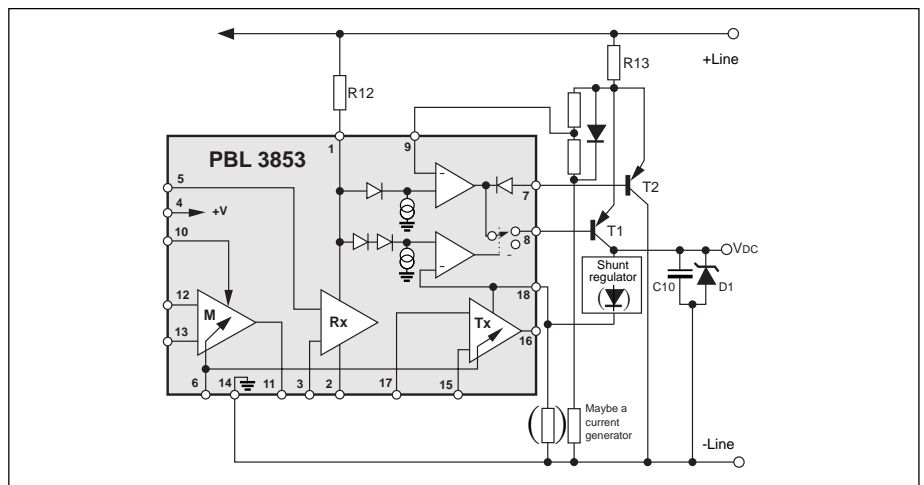 +Line
R13
R12
PBL 3853
1
9
5
4
+V
10
7
T2
T1
8
VDC
Shunt
regulator
C10
D1
12
M
13
Rx
Tx
18
16
6
14
11
3
2
17
15
Maybe a
current
generator
-Line